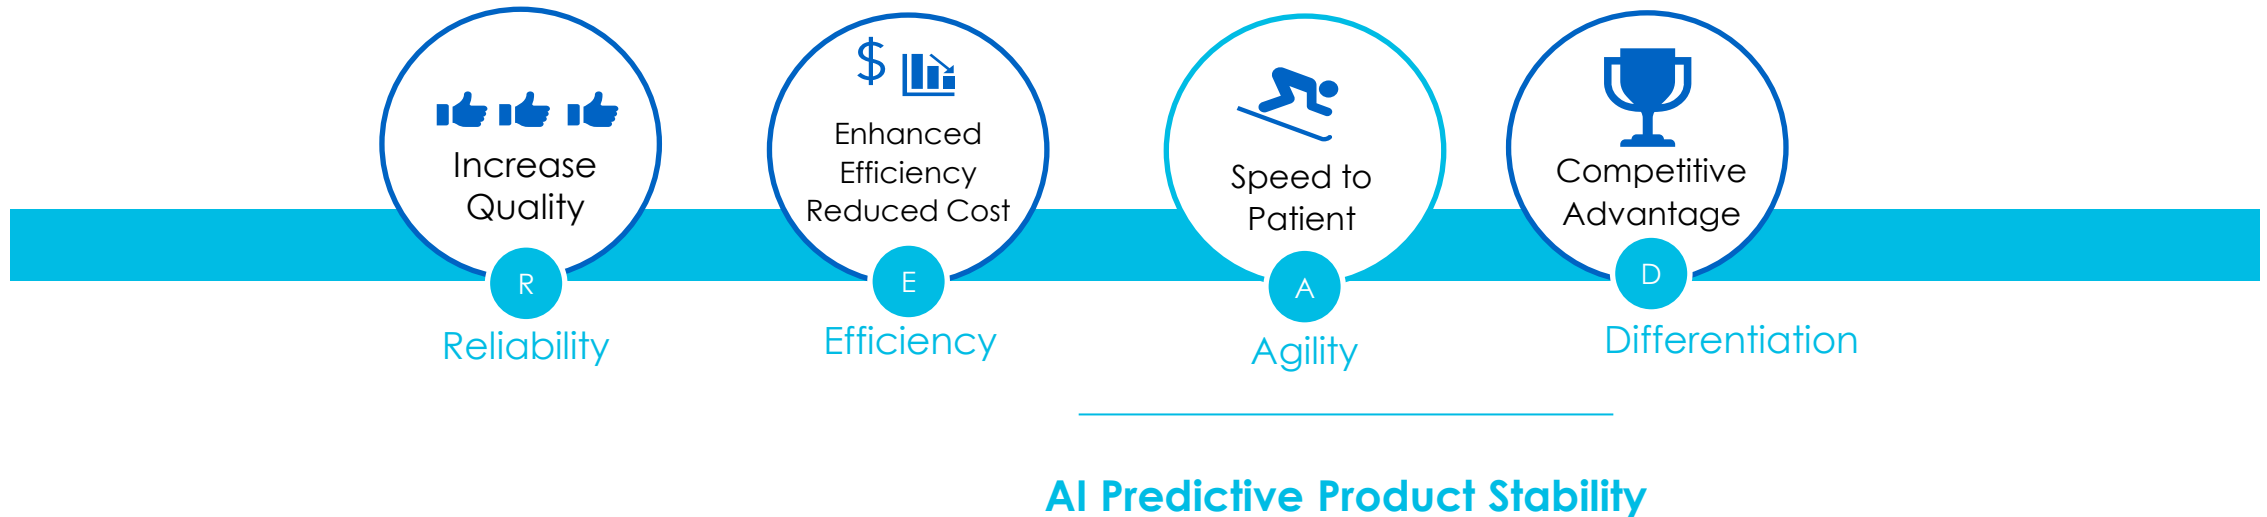 $
Increase
Quality
R
Reliability
Enhanced
Efficiency
Reduced Cost
E
Efficiency
Speed to
Patient
A
Agility
Competitive
Advantage
D
Differentiation
AI Predictive Product Stability